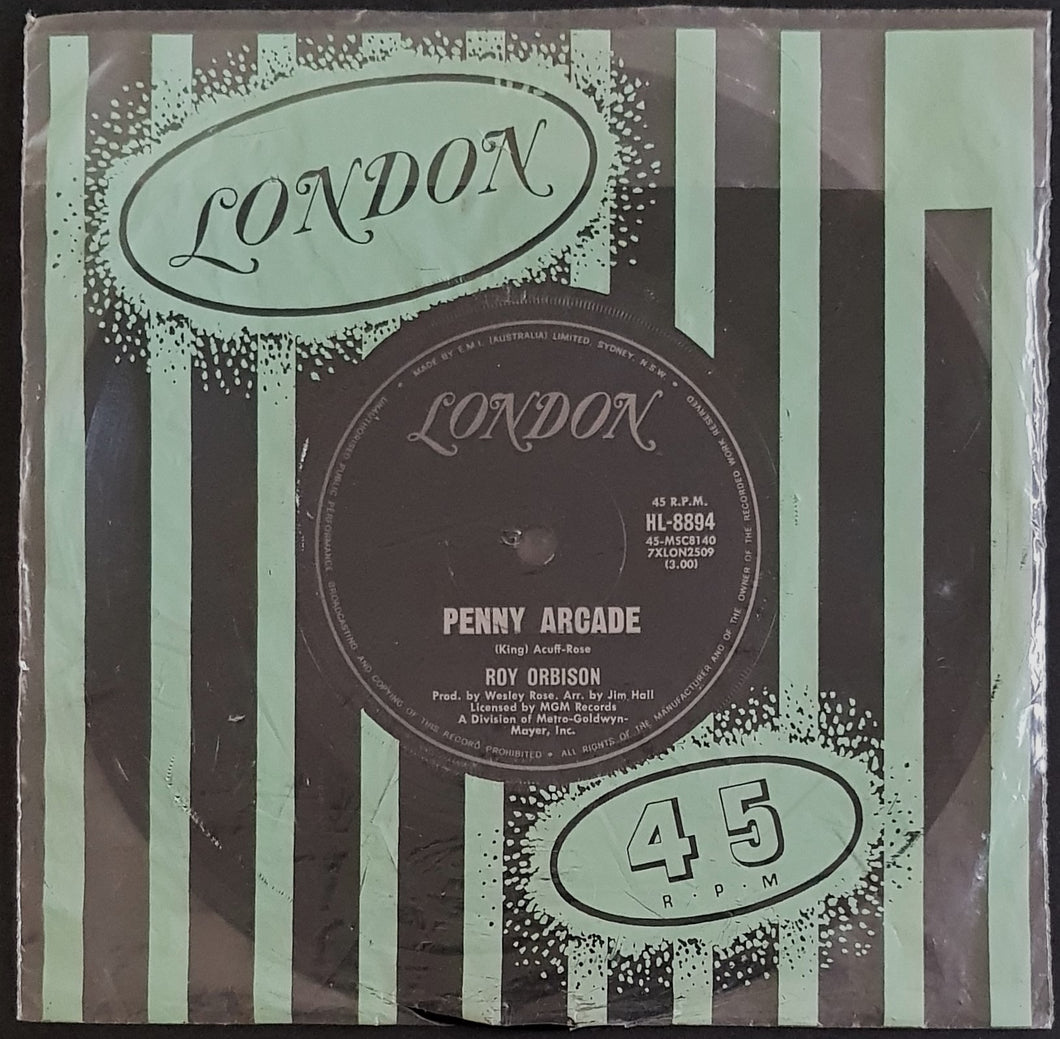 LONDON
MADE BY E.M.I. (AUSTRALIA) LIMITED, SYDNEY, N.S.W.
LONDON
45 R.P.M.
HL-8894
45-MSC8140
7XLON2509
(3.00)
PENNY ARCADE
(King) Acuff-Rose
ROY ORBISON
Prod. by Wesley Rose. Arr. by Jim Hall
Licensed by MGM Records
A Division of Metro-Goldwyn-
Mayer, Inc.
UNAUTHORISED PUBLIC PERFORMANCE BROADCASTING AND COPYING OF THIS RECORD PROHIBITED • ALL RIGHTS OF THE MANUFACTURER AND OF THE OWNER OF THE RECORDED WORK RESERVED
45
R·P·M